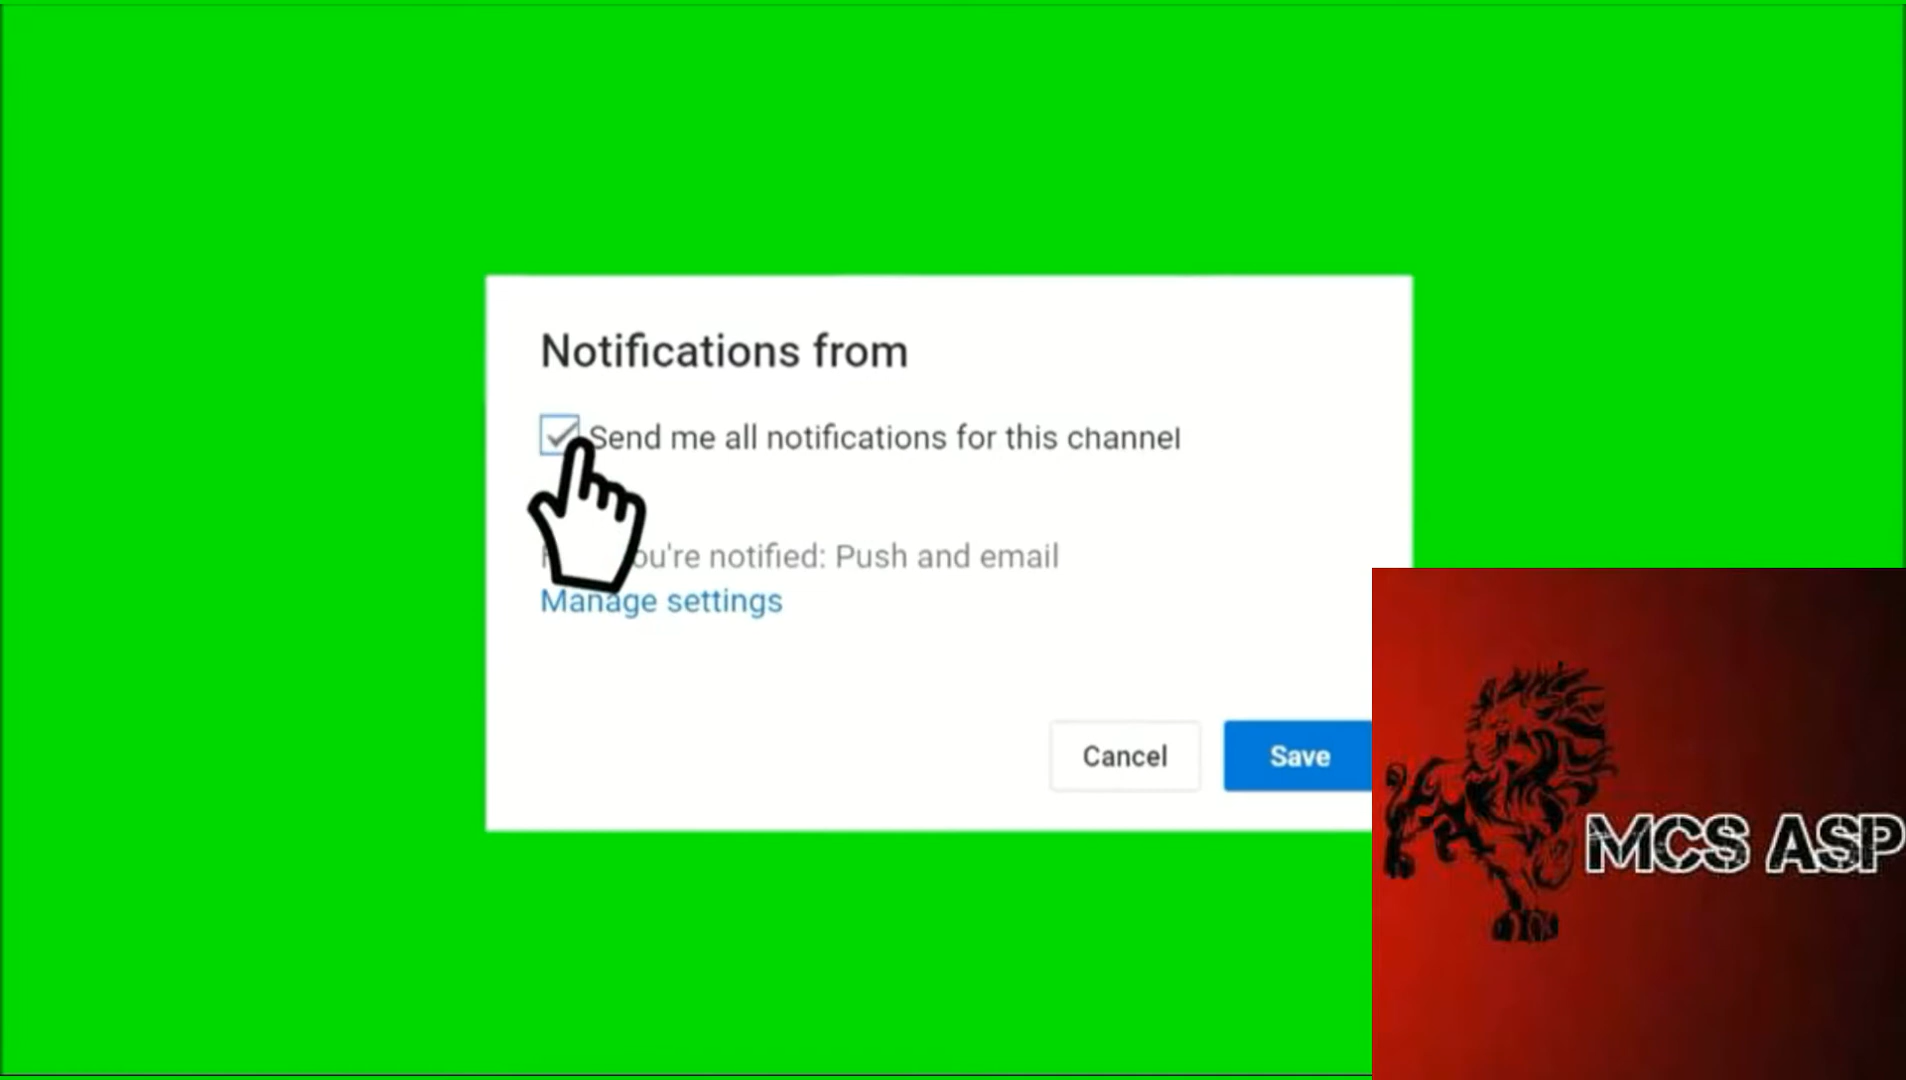 Notifications from
Send me all notifications for this channel
ou're notified: Push and email
Manage settings
Cancel
Save
MCS ASP